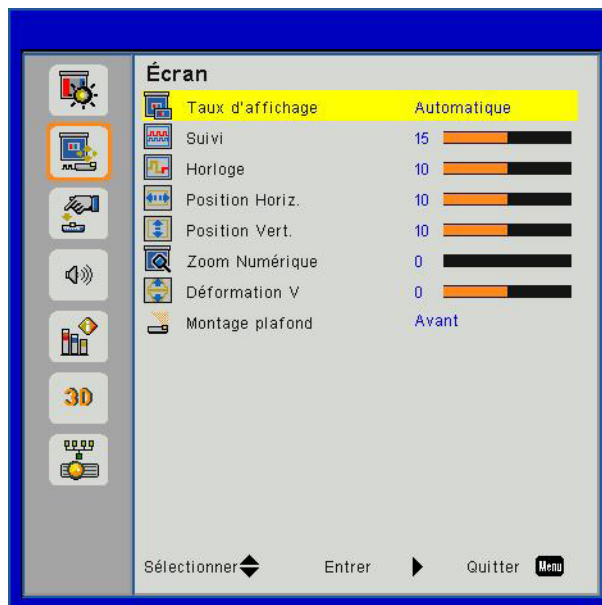 Écran
Taux d'affichage Automatique
Suivi 15
Horloge 10
Position Horiz. 10
Position Vert. 10
Zoom Numérique 0
Déformation V 0
Montage plafond Avant
3D
Sélectionner Entrer Quitter Menu